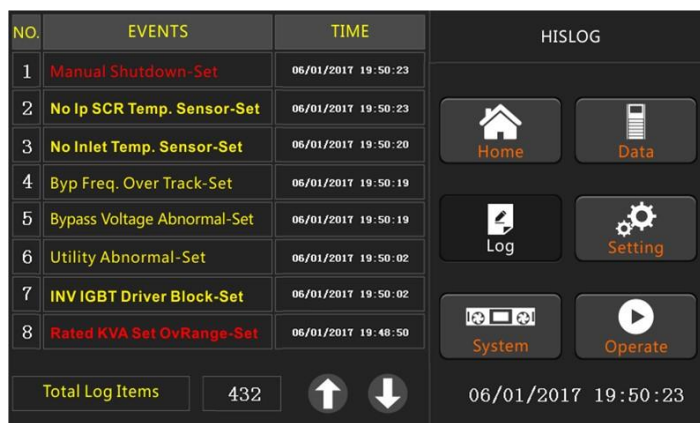 NO. EVENTS TIME
1 Manual Shutdown-Set 06/01/2017 19:50:23
2 No Ip SCR Temp. Sensor-Set 06/01/2017 19:50:23
3 No Inlet Temp. Sensor-Set 06/01/2017 19:50:20
4 Byp Freq. Over Track-Set 06/01/2017 19:50:19
5 Bypass Voltage Abnormal-Set 06/01/2017 19:50:19
6 Utility Abnormal-Set 06/01/2017 19:50:02
7 INV IGBT Driver Block-Set 06/01/2017 19:50:02
8 Rated KVA Set OvRange-Set 06/01/2017 19:48:50
Total Log Items 432
HISLOG
Home Data
Log Setting
System Operate
06/01/2017 19:50:23